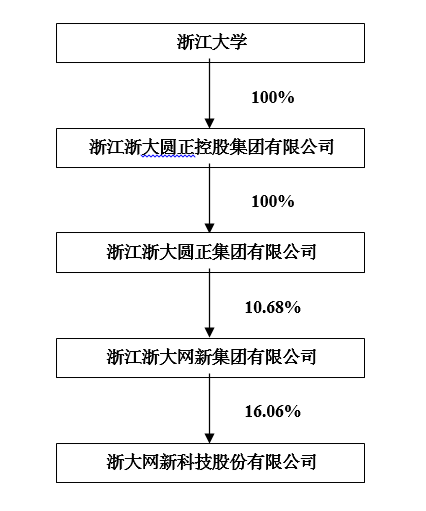 浙江大学
100%
浙江浙大圆正控股集团有限公司
100%
浙江浙大圆正集团有限公司
10.68%
浙江浙大网新集团有限公司
16.06%
浙大网新科技股份有限公司